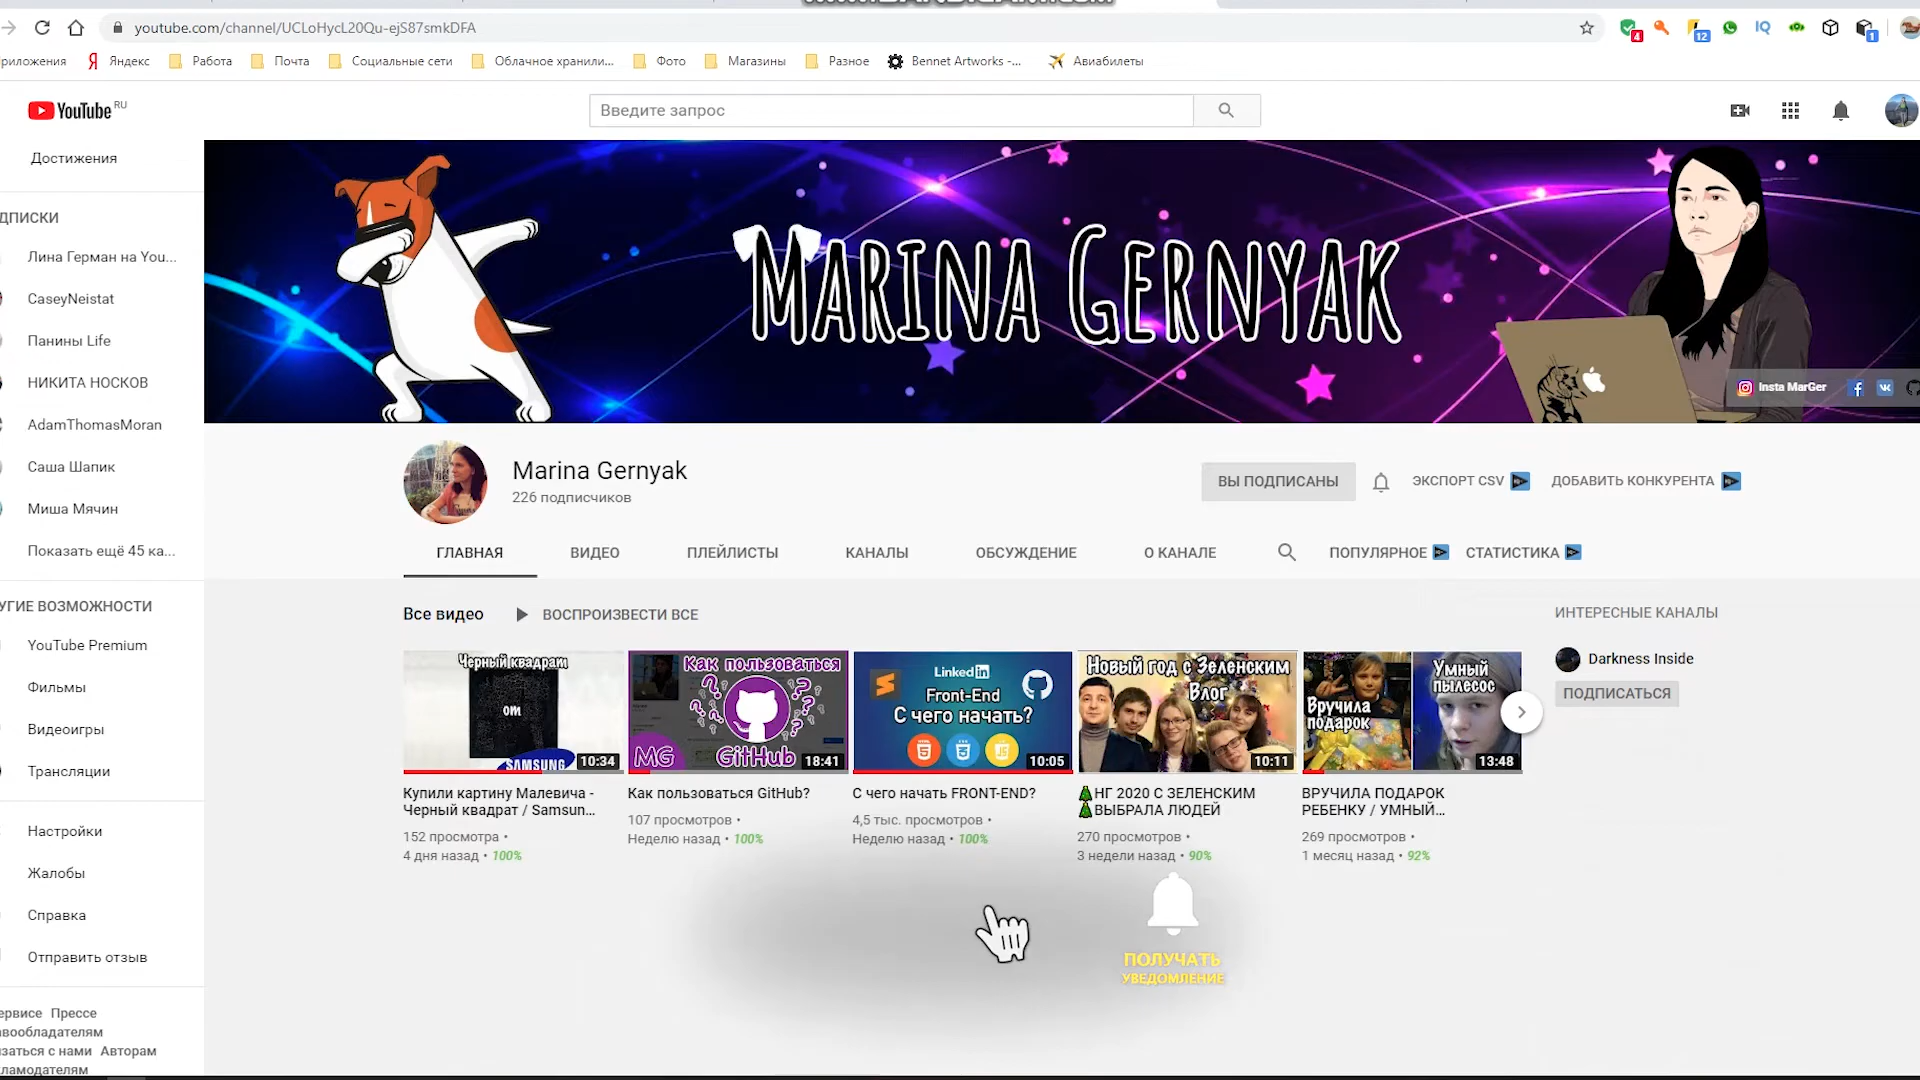 youtube.com/channel/UCLoHycL20Qu-ejS87smkDFA
4
12
IQ
1
риложения
Яндекс
Работа
Почта
Социальные сети
Облачное хранили...
Фото
Магазины
Разное
Bennet Artworks -...
Авиабилеты
YouTube RU
Введите запрос
Достижения
MARINA GERNYAK
Insta MarGer
дписки
Лина Герман на You...
CaseyNeistat
Панины Life
НИКИТА НОСКОВ
AdamThomasMoran
Саша Шапик
Миша Мячин
Показать ещё 45 ка...
УГИЕ ВОЗМОЖНОСТИ
YouTube Premium
Фильмы
Видеоигры
Трансляции
Настройки
Жалобы
Справка
Отправить отзыв
ервисе Прессе
авообладателям
заться с нами Авторам
ламодателям
Marina Gernyak
226 подписчиков
ВЫ ПОДПИСАНЫ
ЭКСПОРТ CSV
ДОБАВИТЬ КОНКУРЕНТА
ГЛАВНАЯ
ВИДЕО
ПЛЕЙЛИСТЫ
КАНАЛЫ
ОБСУЖДЕНИЕ
О КАНАЛЕ
ПОПУЛЯРНОЕ
СТАТИСТИКА
Все видео
ВОСПРОИЗВЕСТИ ВСЕ
Черный квадрат
от
SAMSUNG
10:34
Купили картину Малевича -
Черный квадрат / Samsun...
152 просмотра •
4 дня назад • 100%
Как пользоваться
MG
GitHub
18:41
Как пользоваться GitHub?
107 просмотров •
Неделю назад • 100%
Linked in
Front-End
С чего начать?
10:05
С чего начать FRONT-END?
4,5 тыс. просмотров •
Неделю назад • 100%
Новый год с Зеленским
Влог
10:11
НГ 2020 С ЗЕЛЕНСКИМ
ВЫБРАЛА ЛЮДЕЙ
270 просмотров •
3 недели назад • 90%
Вручила
подарок
Умный
пылесос
13:48
ВРУЧИЛА ПОДАРОК
РЕБЕНКУ / УМНЫЙ...
269 просмотров •
1 месяц назад • 92%
ИНТЕРЕСНЫЕ КАНАЛЫ
Darkness Inside
ПОДПИСАТЬСЯ
ПОЛУЧАТЬ
УВЕДОМЛЕНИЕ